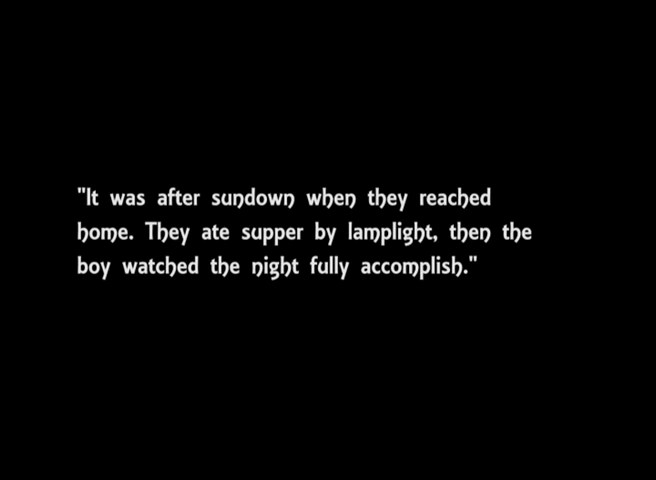 "It was after sundown when they reached
home. They ate supper by lamplight, then the
boy watched the night fully accomplish."